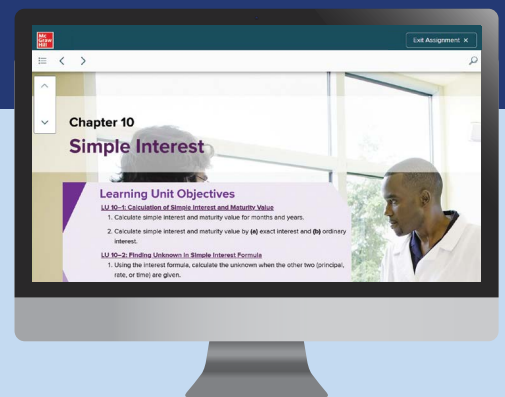 Mc
Graw
Hill
Exit Assignment ×
Chapter 10
Simple Interest
Learning Unit Objectives
LU 10–1: Calculation of Simple Interest and Maturity Value
1. Calculate simple interest and maturity value for months and years.
2. Calculate simple interest and maturity value by (a) exact interest and (b) ordinary
interest.
LU 10–2: Finding Unknown in Simple Interest Formula
1. Using the interest formula, calculate the unknown when the other two (principal,
rate, or time) are given.